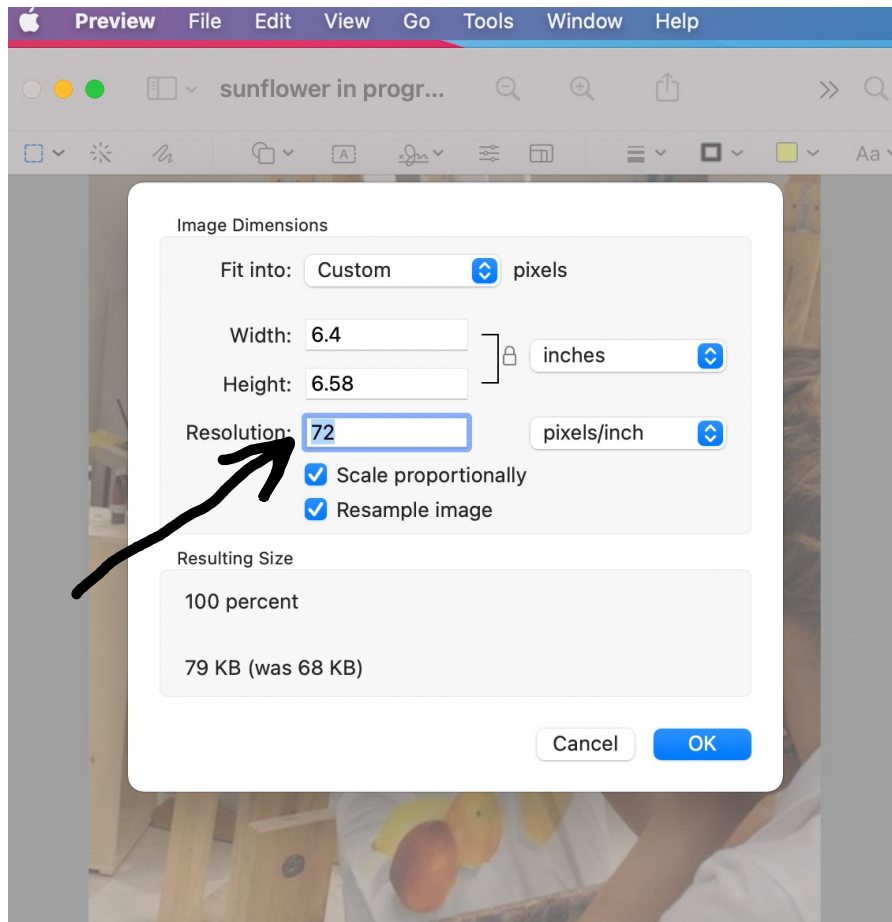 Preview File Edit View Go Tools Window Help
sunflower in progr...
A
Aa
Image Dimensions
Fit into: Custom pixels
Width: 6.4
inches
Height: 6.58
Resolution: 72 pixels/inch
Scale proportionally
Resample image
Resulting Size
100 percent
79 KB (was 68 KB)
Cancel OK